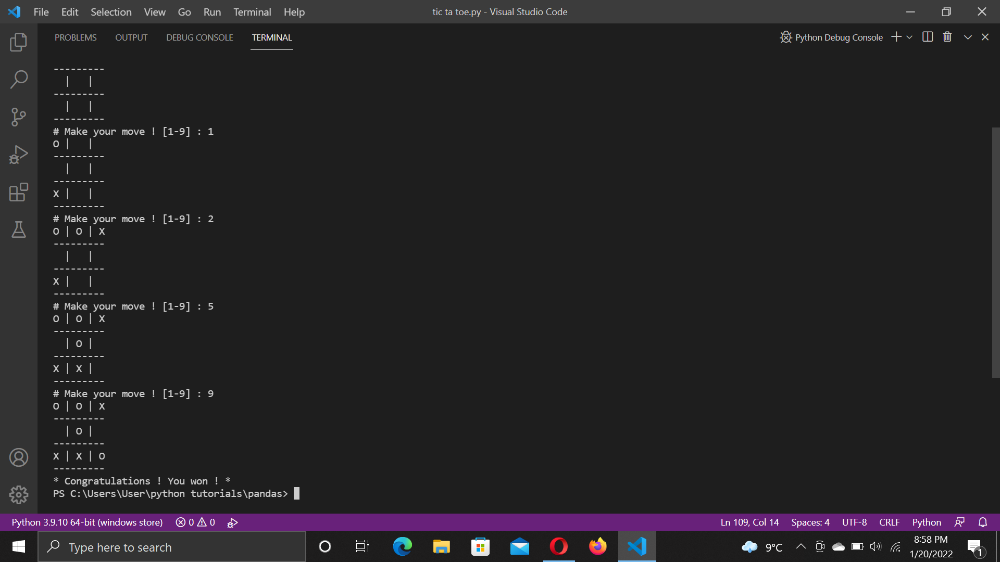 File Edit Selection View Go Run Terminal Help tic ta toe.py - Visual Studio Code
PROBLEMS OUTPUT DEBUG CONSOLE TERMINAL Python Debug Console
---------
  |   |
---------
  |   |
---------
# Make your move ! [1-9] : 1
O |   |
---------
  |   |
---------
X |   |
---------
# Make your move ! [1-9] : 2
O | O | X
---------
  |   |
---------
X |   |
---------
# Make your move ! [1-9] : 5
O | O | X
---------
  | O |
---------
X | X |
---------
# Make your move ! [1-9] : 9
O | O | X
---------
  | O |
---------
X | X | O
---------
* Congratulations ! You won ! *
PS C:\Users\User\python tutorials\pandas>
Python 3.9.10 64-bit (windows store) 0 0 Ln 109, Col 14 Spaces: 4 UTF-8 CRLF Python
Type here to search 9°C 8:58 PM
1/20/2022 1